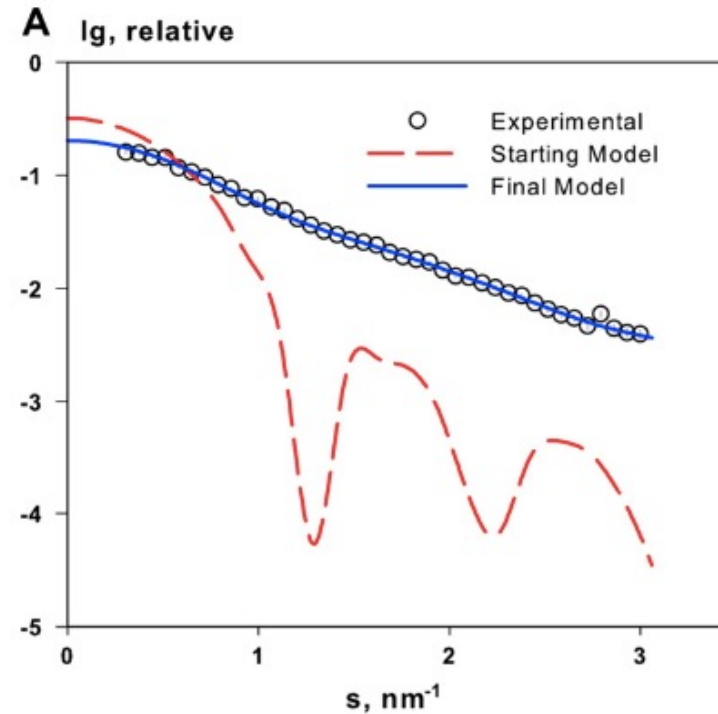 A
lg, relative
0
-1
-2
-3
-4
-5
Experimental
Starting Model
Final Model
0 1 2 3
s, nm⁻¹